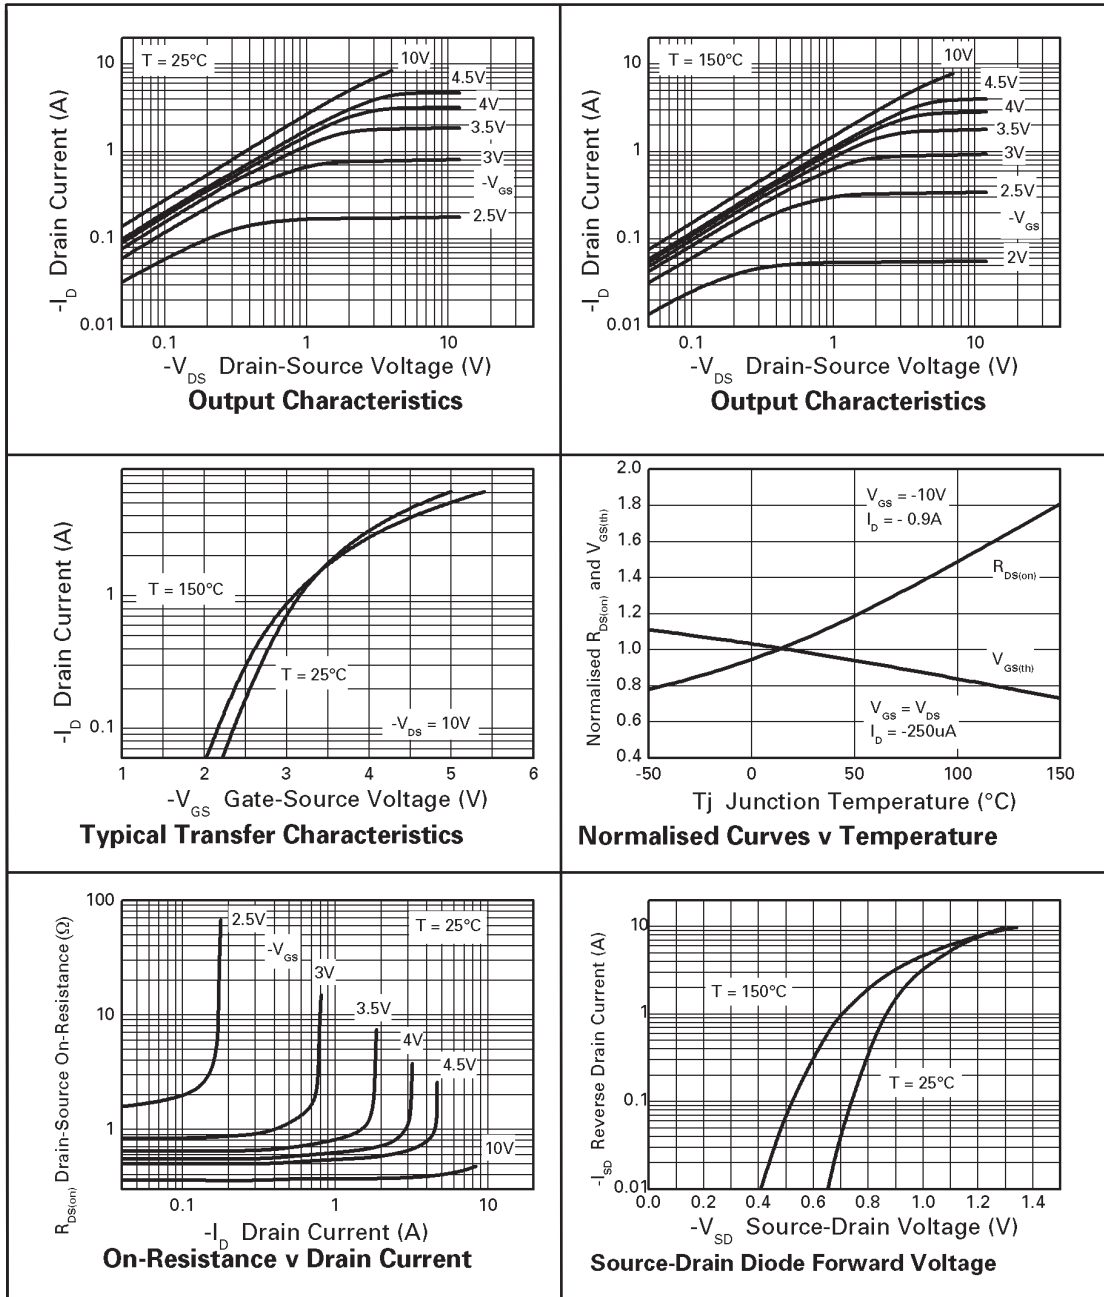 T = 25°C
10V
4.5V
4V
3.5V
3V
-VGS
2.5V
10
1
0.1
0.01
0.1
1
10
-ID Drain Current (A)
-VDS Drain-Source Voltage (V)
Output Characteristics
T = 150°C
10V
4.5V
4V
3.5V
3V
2.5V
-VGS
2V
10
1
0.1
0.01
0.1
1
10
-ID Drain Current (A)
-VDS Drain-Source Voltage (V)
Output Characteristics
T = 150°C
T = 25°C
-VDS = 10V
1
0.1
1
2
3
4
5
6
-ID Drain Current (A)
-VGS Gate-Source Voltage (V)
Typical Transfer Characteristics
2.0
1.8
1.6
1.4
1.2
1.0
0.8
0.6
0.4
VGS = -10V
ID = - 0.9A
RDS(on)
VGS(th)
VGS = VDS
ID = -250uA
-50
0
50
100
150
Normalised RDS(on) and VGS(th)
Tj Junction Temperature (°C)
Normalised Curves v Temperature
100
10
1
2.5V
T = 25°C
-VGS
3V
3.5V
4V
4.5V
10V
0.1
1
10
RDS(on) Drain-Source On-Resistance (Ω)
-ID Drain Current (A)
On-Resistance v Drain Current
10
1
0.1
0.01
T = 150°C
T = 25°C
0.0
0.2
0.4
0.6
0.8
1.0
1.2
1.4
-ISD Reverse Drain Current (A)
-VSD Source-Drain Voltage (V)
Source-Drain Diode Forward Voltage